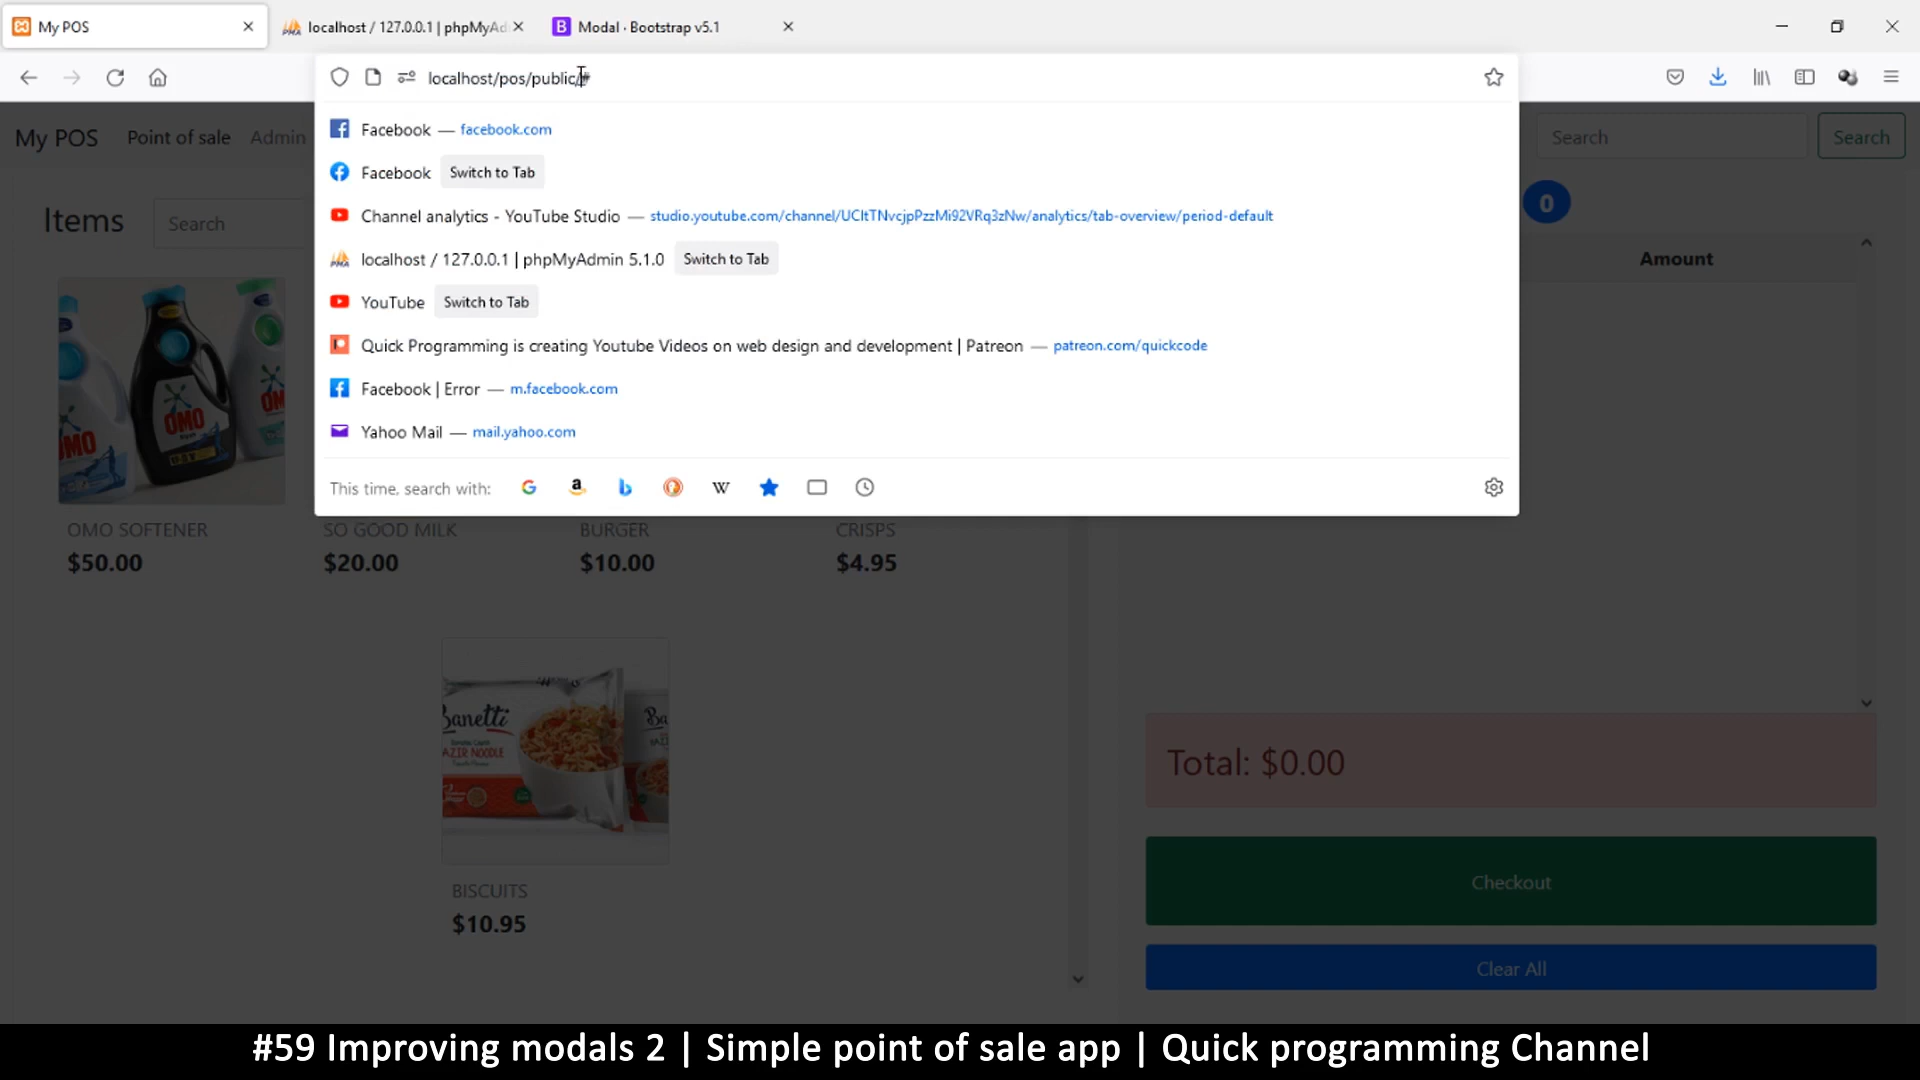 My POS
localhost / 127.0.0.1 | phpMyAd
Modal · Bootstrap v5.1
localhost/pos/public/#
Facebook — facebook.com
Facebook Switch to Tab
Channel analytics - YouTube Studio — studio.youtube.com/channel/UCItTNvcjpPzzMi92VRq3zNw/analytics/tab-overview/period-default
localhost / 127.0.0.1 | phpMyAdmin 5.1.0 Switch to Tab
YouTube Switch to Tab
Quick Programming is creating Youtube Videos on web design and development | Patreon — patreon.com/quickcode
Facebook | Error — m.facebook.com
Yahoo Mail — mail.yahoo.com
This time, search with:
My POS Point of sale Admin
Search Search
Items Search
0
Amount
OMO
OMO
OMO
OMO SOFTENER
$50.00
SO GOOD MILK
$20.00
BURGER
$10.00
CRISPS
$4.95
Banetti
BISCUITS
$10.95
Total: $0.00
Checkout
Clear All
#59 Improving modals 2 | Simple point of sale app | Quick programming Channel